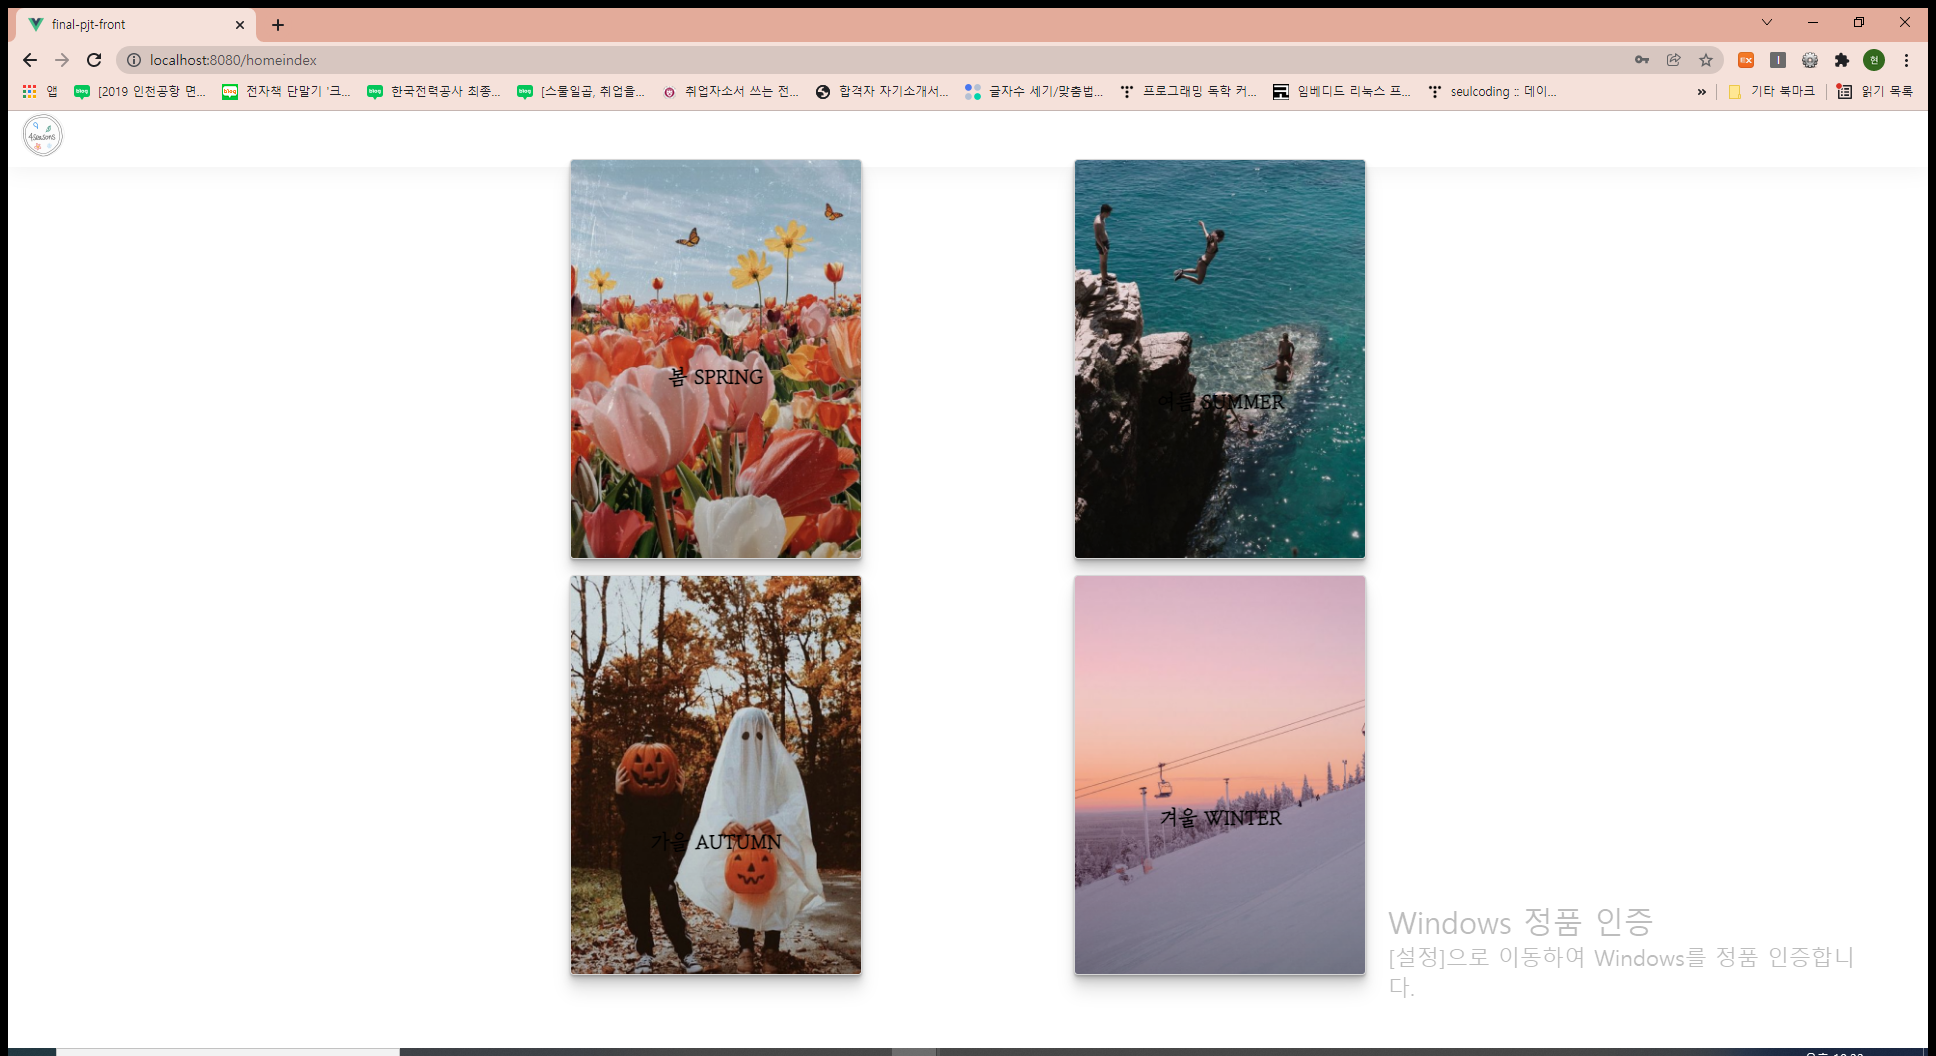 final-pjt-front
localhost:8080/homeindex
앱
[2019 인천공항 면...
전자책 단말기 '크...
한국전력공사 최종...
[스물일곱, 취업을...
취업자소서 쓰는 전...
합격자 자기소개서...
글자수 세기/맞춤법...
프로그래밍 독학 커...
임베디드 리눅스 프...
seulcoding :: 데이...
»
기타 북마크
읽기 목록
EX
현
4seasons
봄 SPRING
여름 SUMMER
가을 AUTUMN
겨울 WINTER
Windows 정품 인증
[설정]으로 이동하여 Windows를 정품 인증합니
다.